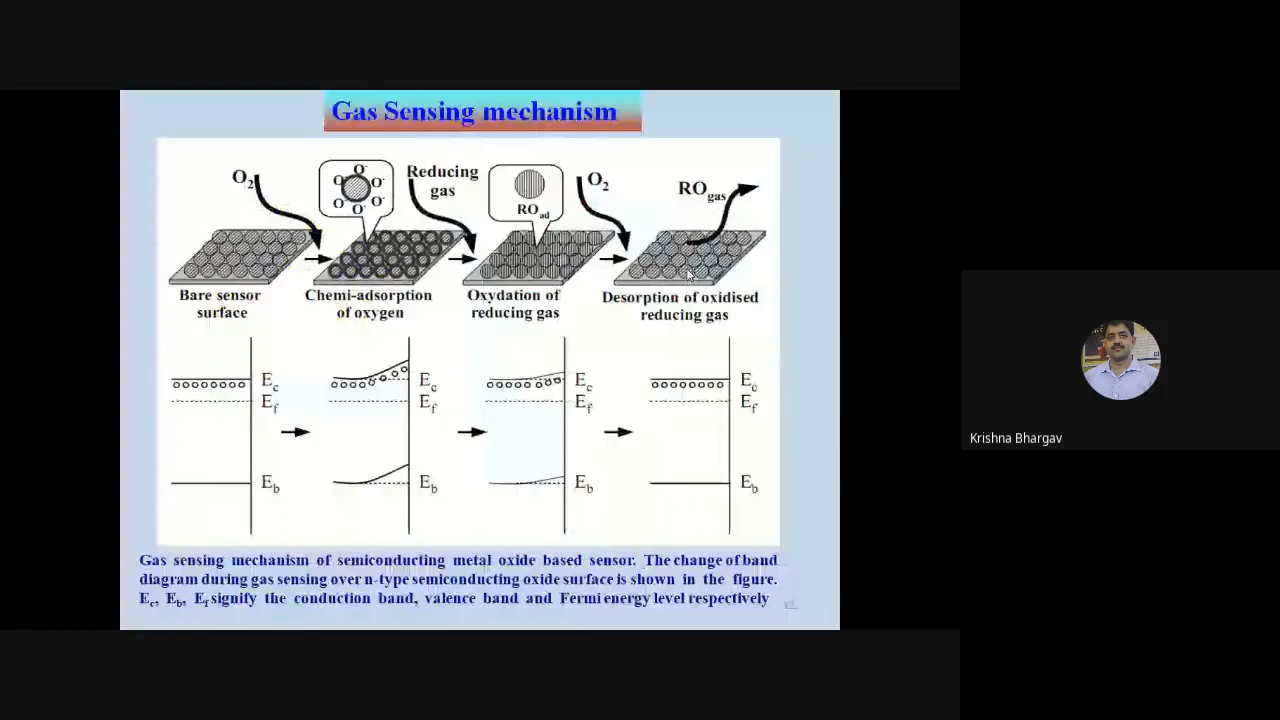 Gas Sensing mechanism
O2
O- O- O- O- O- O-
Reducing
gas
ROad
O2
ROgas
Bare sensor
surface
Chemi-adsorption
of oxygen
Oxydation of
reducing gas
Desorption of oxidised
reducing gas
Ec
Ef
Eb
Ec
Ef
Eb
Ec
Ef
Eb
Ec
Ef
Eb
Gas sensing mechanism of semiconducting metal oxide based sensor. The change of band
diagram during gas sensing over n-type semiconducting oxide surface is shown in the figure.
Ec, Eb, Ef signify the conduction band, valence band and Fermi energy level respectively
Krishna Bhargav